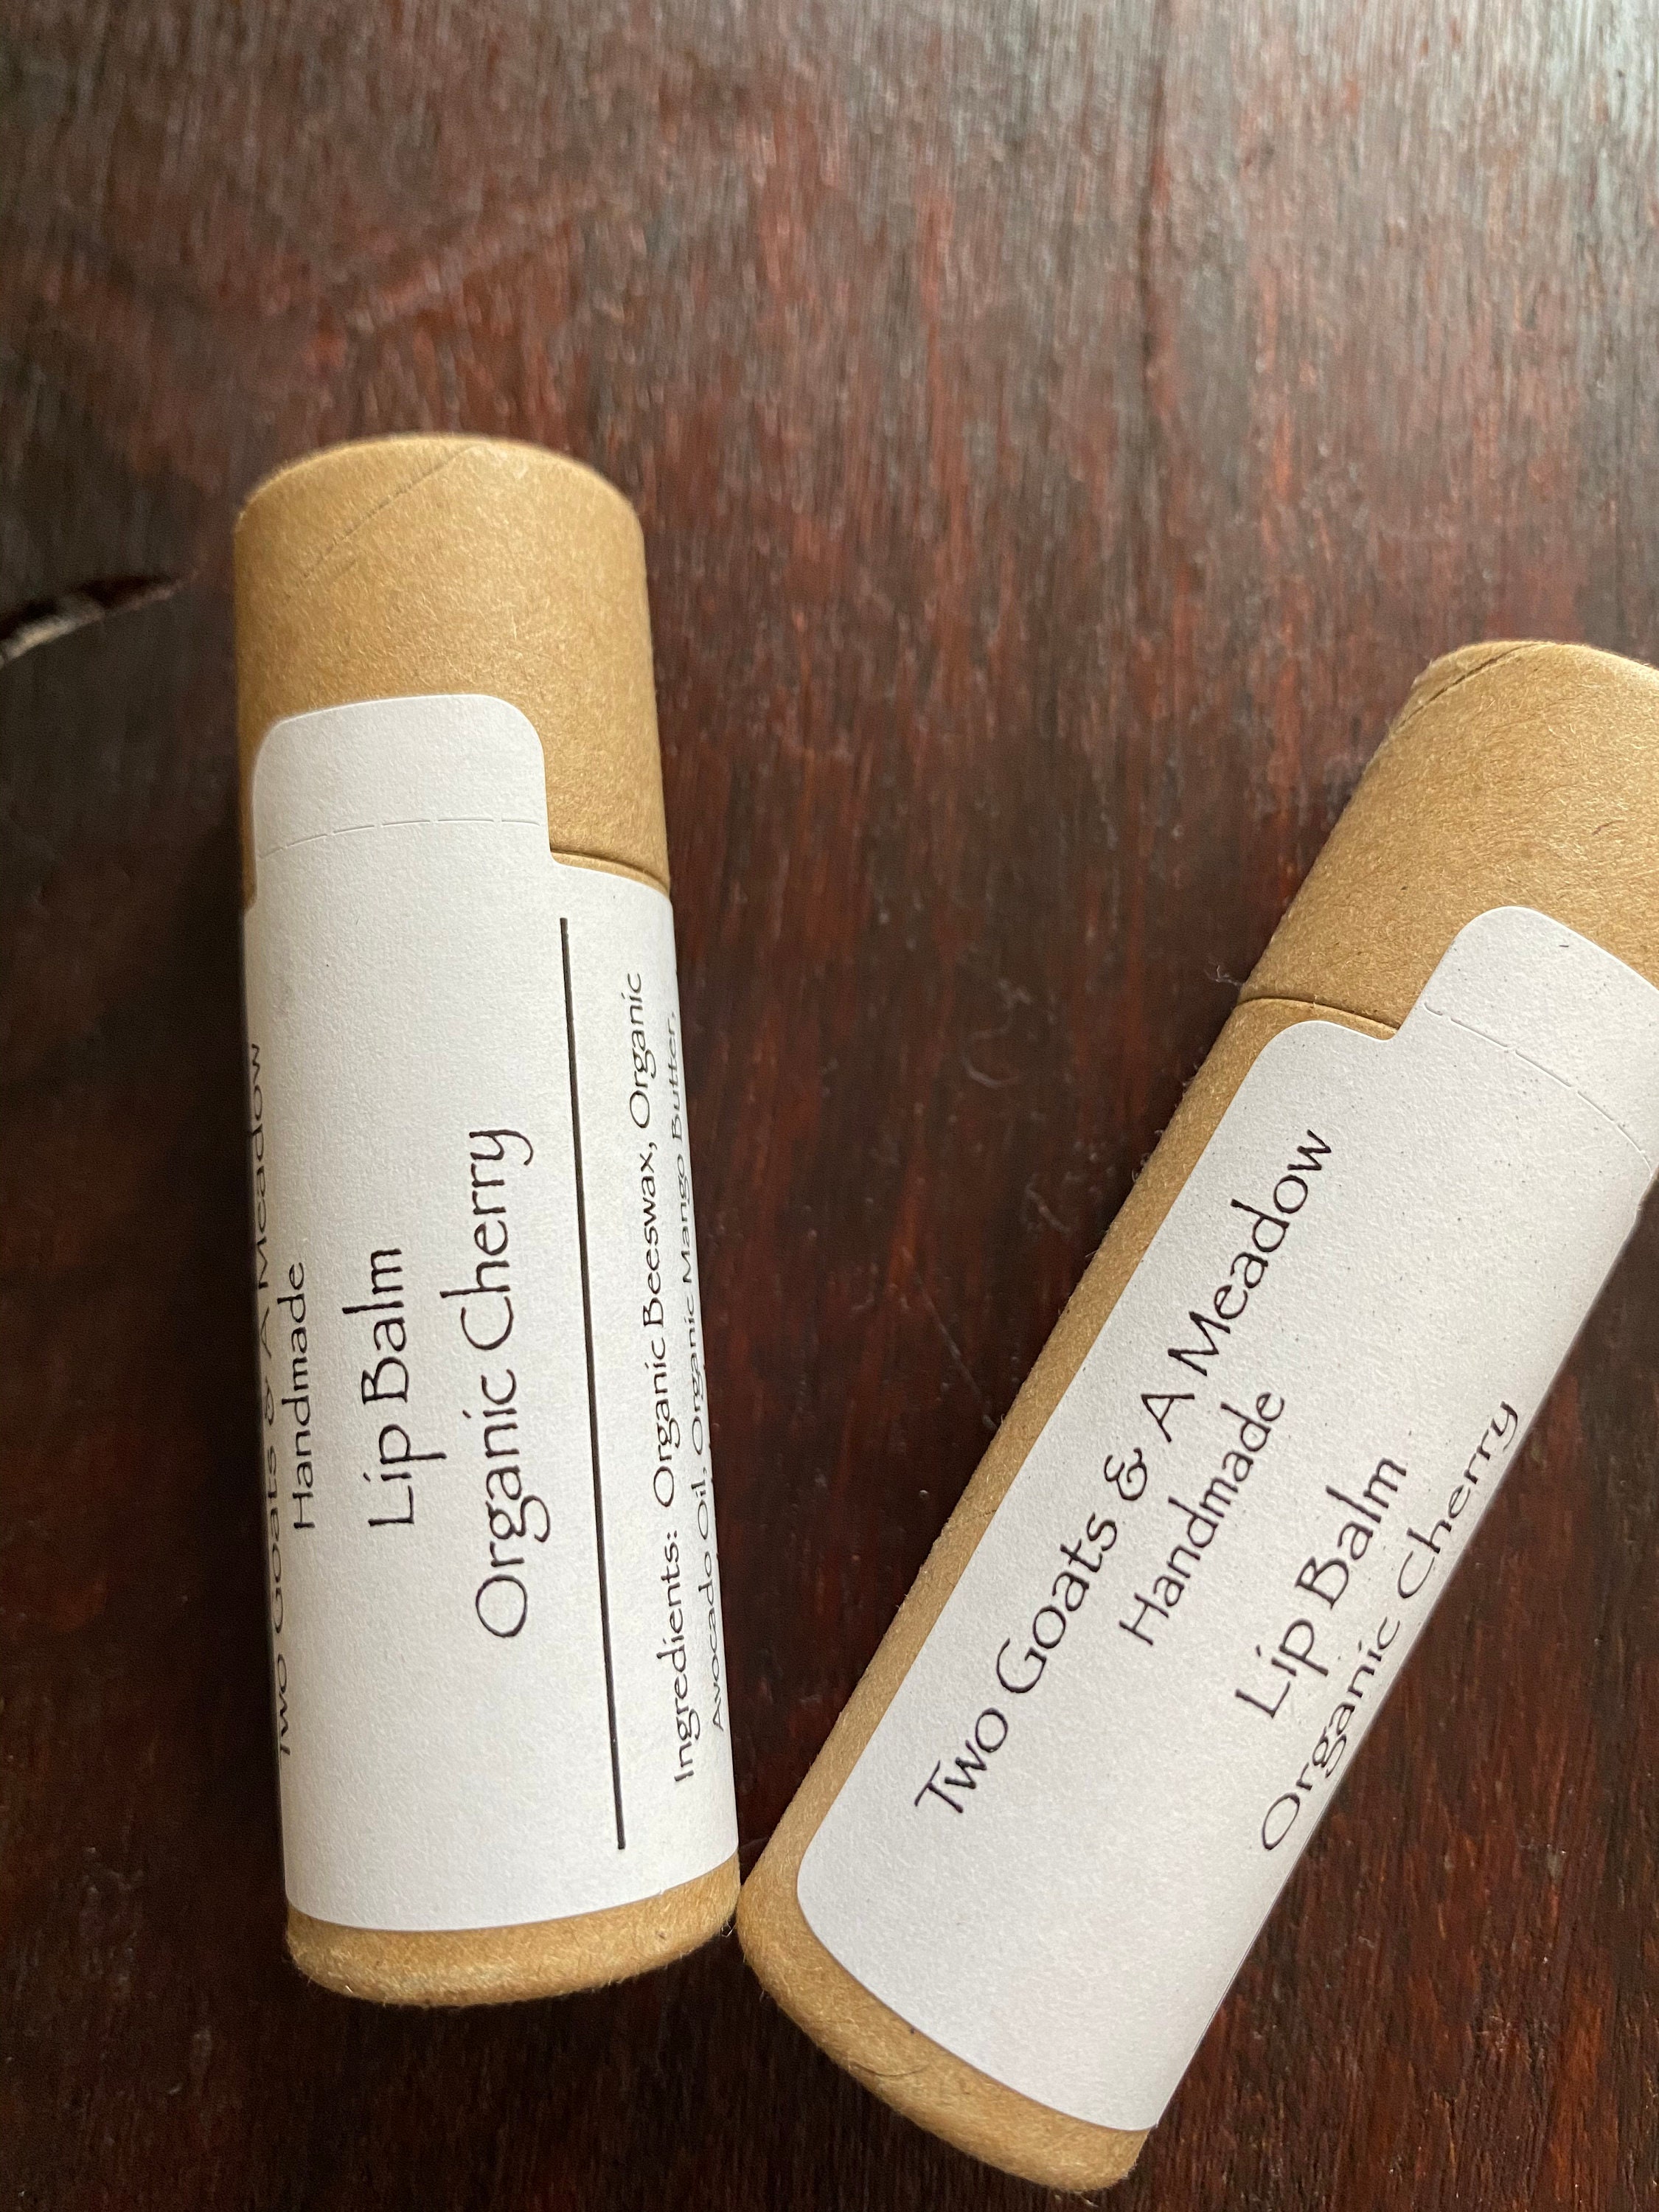 Two Goats & A Meadow
Handmade
Lip Balm
Organic Cherry
Ingredients: Organic Beeswax, Organic
Avocado Oil, Organic Mango Butter,
Two Goats & A Meadow
Handmade
Lip Balm
Organic Cherry